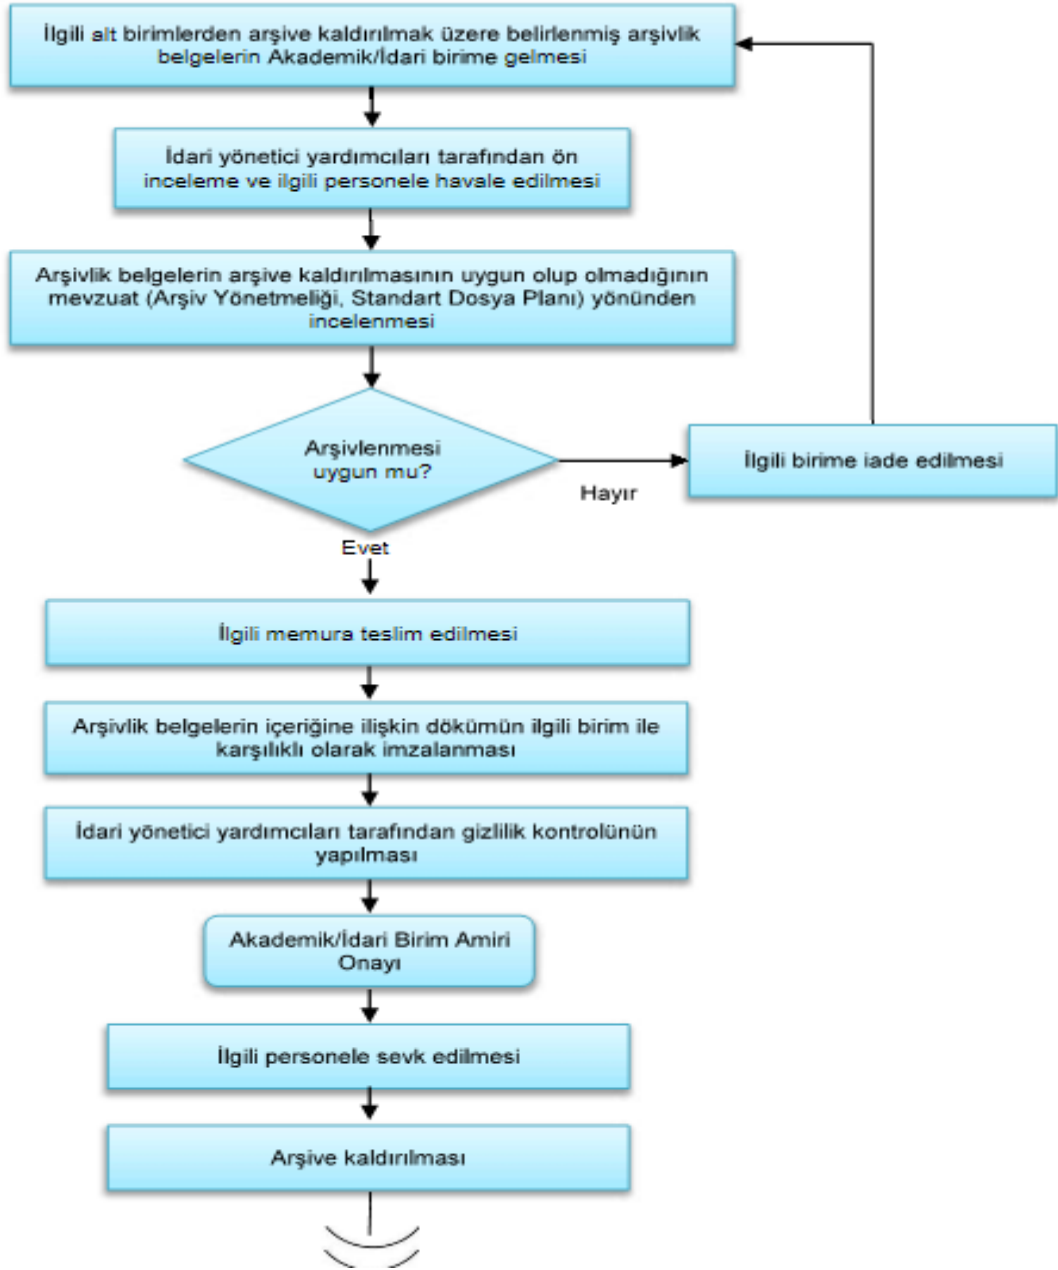 İlgili alt birimlerden arşive kaldırılmak üzere belirlenmiş arşivlik
belgelerin Akademik/İdari birime gelmesi
İdari yönetici yardımcıları tarafından ön
inceleme ve ilgili personele havale edilmesi
Arşivlik belgelerin arşive kaldırılmasının uygun olup olmadığının
mevzuat (Arşiv Yönetmeliği, Standart Dosya Planı) yönünden
incelenmesi
Arşivlenmesi
uygun mu?
Hayır
İlgili birime iade edilmesi
Evet
İlgili memura teslim edilmesi
Arşivlik belgelerin içeriğine ilişkin dökümün ilgili birim ile
karşılıklı olarak imzalanması
İdari yönetici yardımcıları tarafından gizlilik kontrolünün
yapılması
Akademik/İdari Birim Amiri
Onayı
İlgili personele sevk edilmesi
Arşive kaldırılması